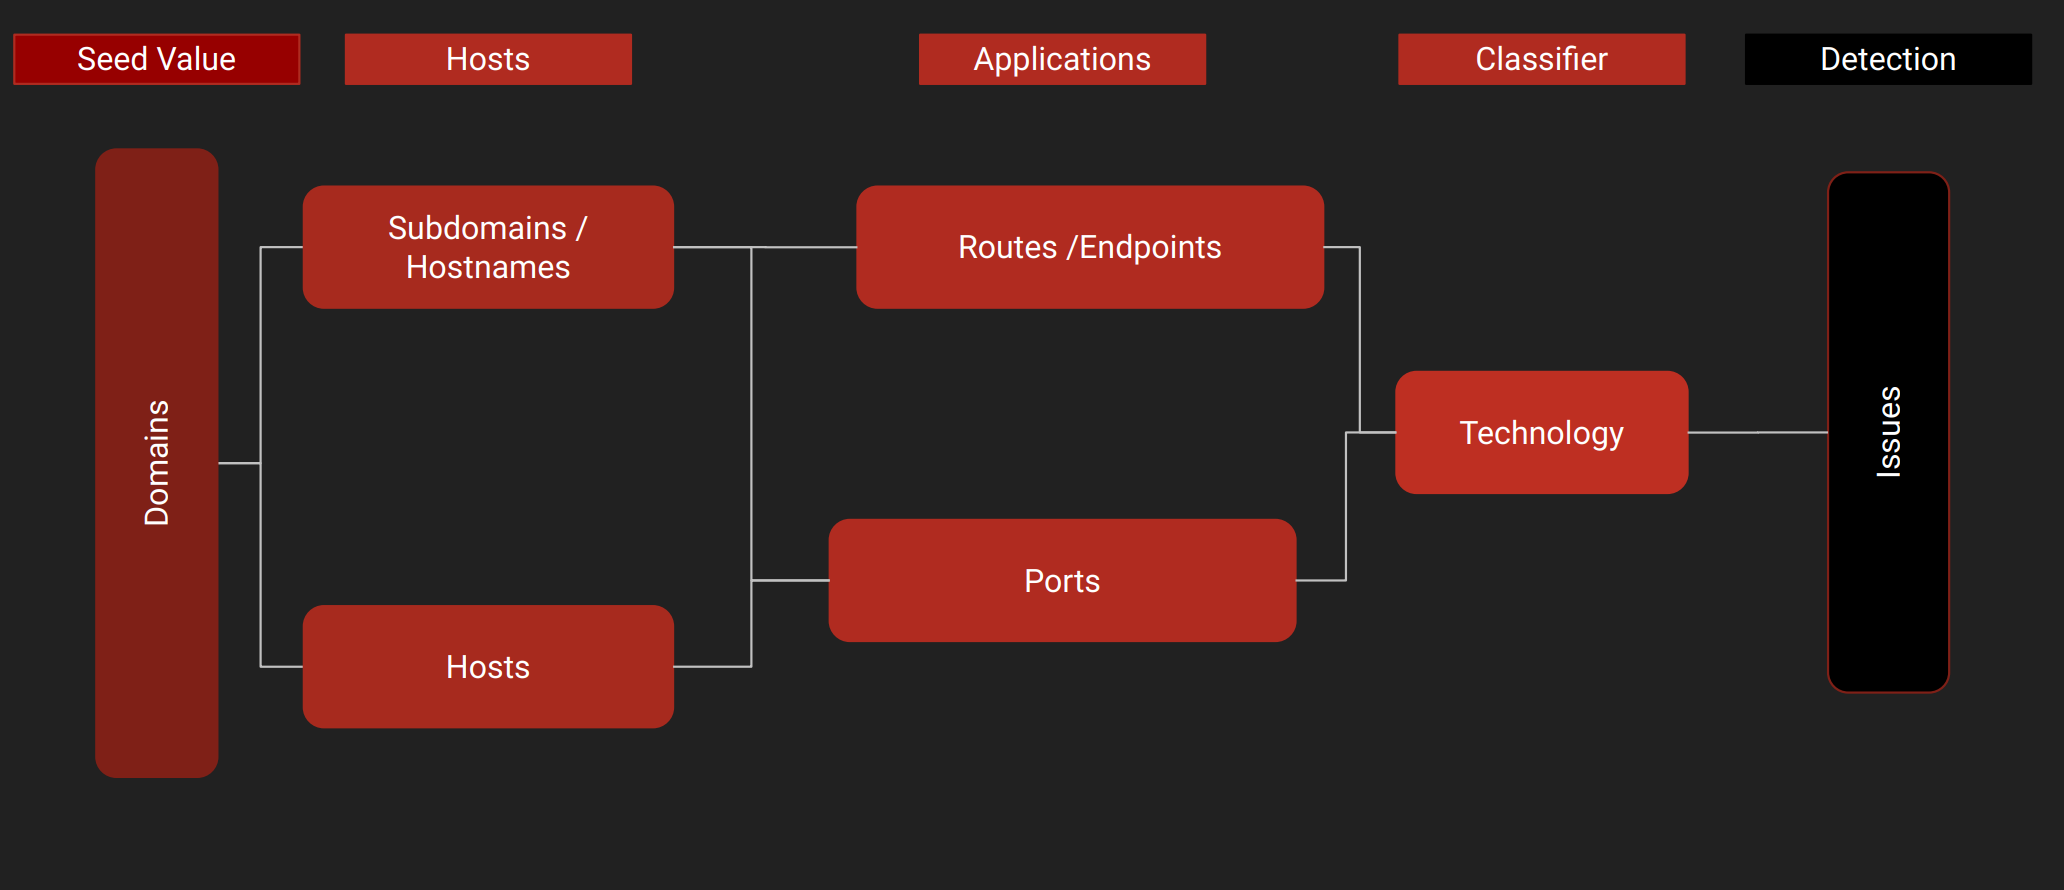 Seed Value
Hosts
Applications
Classifier
Detection
Domains
Subdomains /
Hostnames
Hosts
Routes /Endpoints
Ports
Technology
Issues